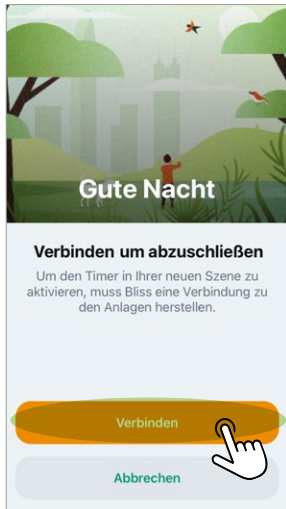 Gute Nacht
Verbinden um abzuschließen
Um den Timer in Ihrer neuen Szene zu
aktivieren, muss Bliss eine Verbindung zu
den Anlagen herstellen.
Verbinden
Abbrechen